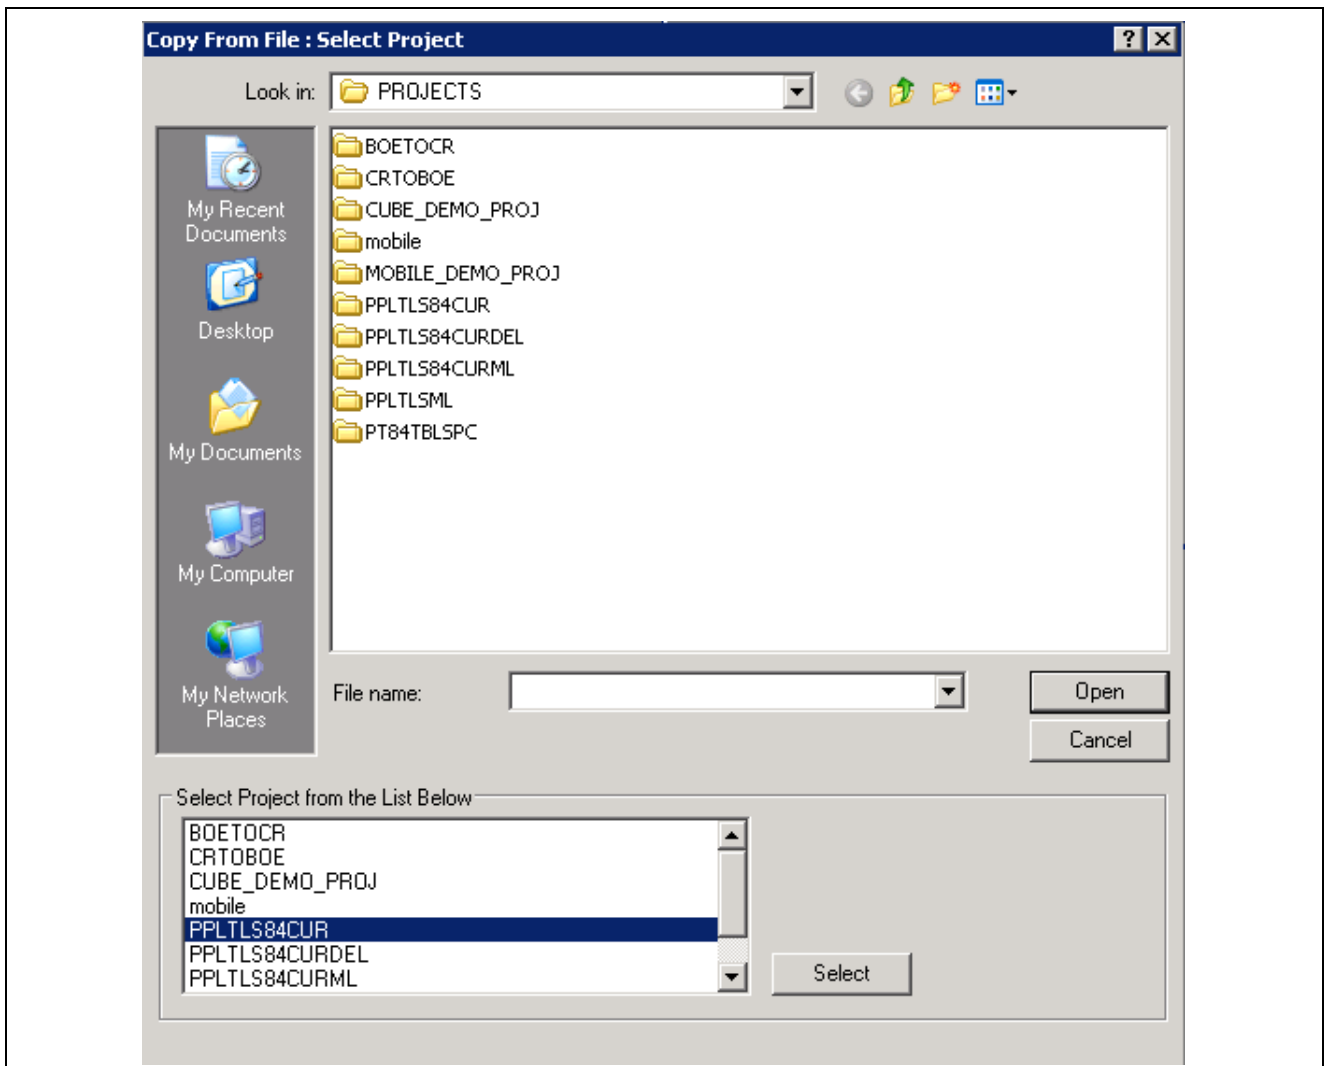 Copy From File : Select Project
Look in:
PROJECTS
My Recent
Documents
Desktop
My Documents
My Computer
My Network
Places
BOETOCR
CRTOBOE
CUBE_DEMO_PROJ
mobile
MOBILE_DEMO_PROJ
PPLTLS84CUR
PPLTLS84CURDEL
PPLTLS84CURML
PPLTLSML
PT84TBLSPC
File name:
Open
Cancel
Select Project from the List Below
BOETOCR
CRTOBOE
CUBE_DEMO_PROJ
mobile
PPLTLS84CUR
PPLTLS84CURDEL
PPLTLS84CURML
Select